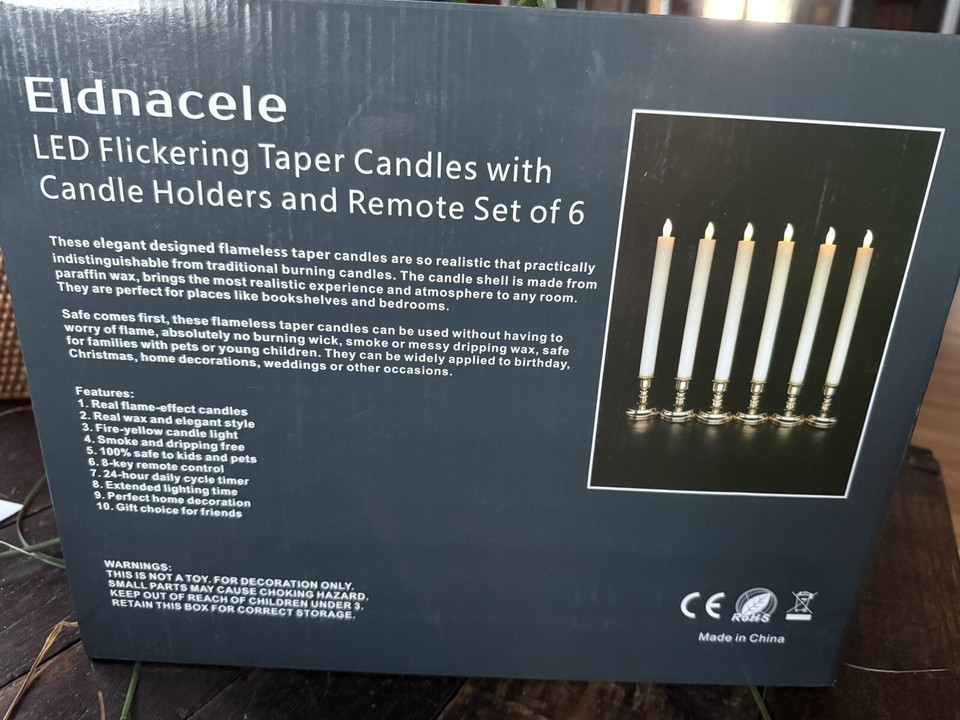 Eldnacele
LED Flickering Taper Candles with
Candle Holders and Remote Set of 6
These elegant designed flameless taper candles are so realistic that practically
indistinguishable from traditional burning candles. The candle shell is made from
paraffin wax, brings the most realistic experience and atmosphere to any room.
They are perfect for places like bookshelves and bedrooms.
Safe comes first, these flameless taper candles can be used without having to
worry of flame, absolutely no burning wick, smoke or messy dripping wax, safe
for families with pets or young children. They can be widely applied to birthday,
Christmas, home decorations, weddings or other occasions.
Features:
1. Real flame-effect candles
2. Real wax and elegant style
3. Fire-yellow candle light
4. Smoke and dripping free
5. 100% safe to kids and pets
6. 8-key remote control
7. 24-hour daily cycle timer
8. Extended lighting time
9. Perfect home decoration
10. Gift choice for friends
WARNINGS:
THIS IS NOT A TOY. FOR DECORATION ONLY.
SMALL PARTS MAY CAUSE CHOKING HAZARD.
KEEP OUT OF REACH OF CHILDREN UNDER 3.
RETAIN THIS BOX FOR CORRECT STORAGE.
CE RoHS
Made in China